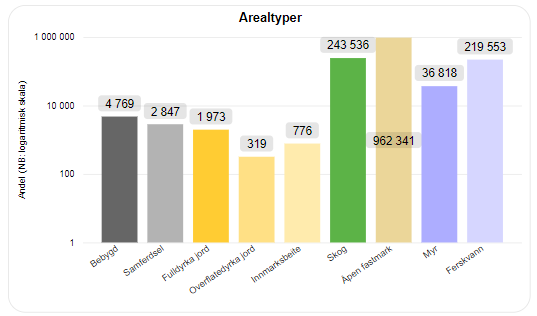 Arealtyper
Andel (NB: logaritmisk skala)
1 000 000
10 000
100
1
4 769
2 847
1 973
319
776
243 536
962 341
36 818
219 553
Bebygd
Samferdsel
Fulldyrka jord
Overflatedyrka jord
Innmarksbeite
Skog
Åpen fastmark
Myr
Ferskvann